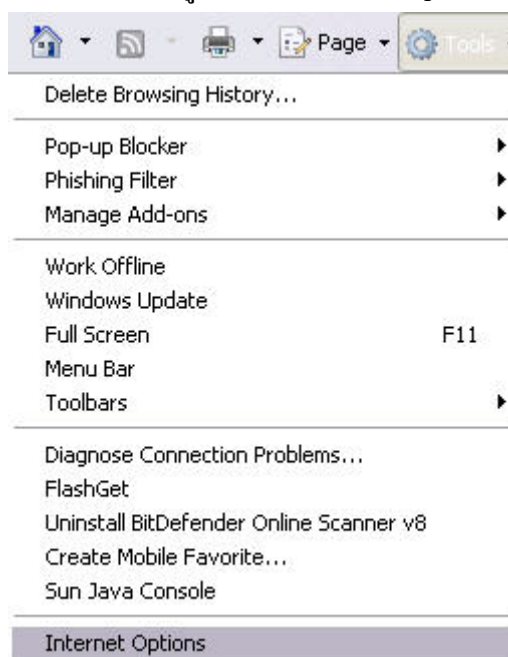 Page
Tools
Delete Browsing History...
Pop-up Blocker
Phishing Filter
Manage Add-ons
Work Offline
Windows Update
Full Screen F11
Menu Bar
Toolbars
Diagnose Connection Problems...
FlashGet
Uninstall BitDefender Online Scanner v8
Create Mobile Favorite...
Sun Java Console
Internet Options